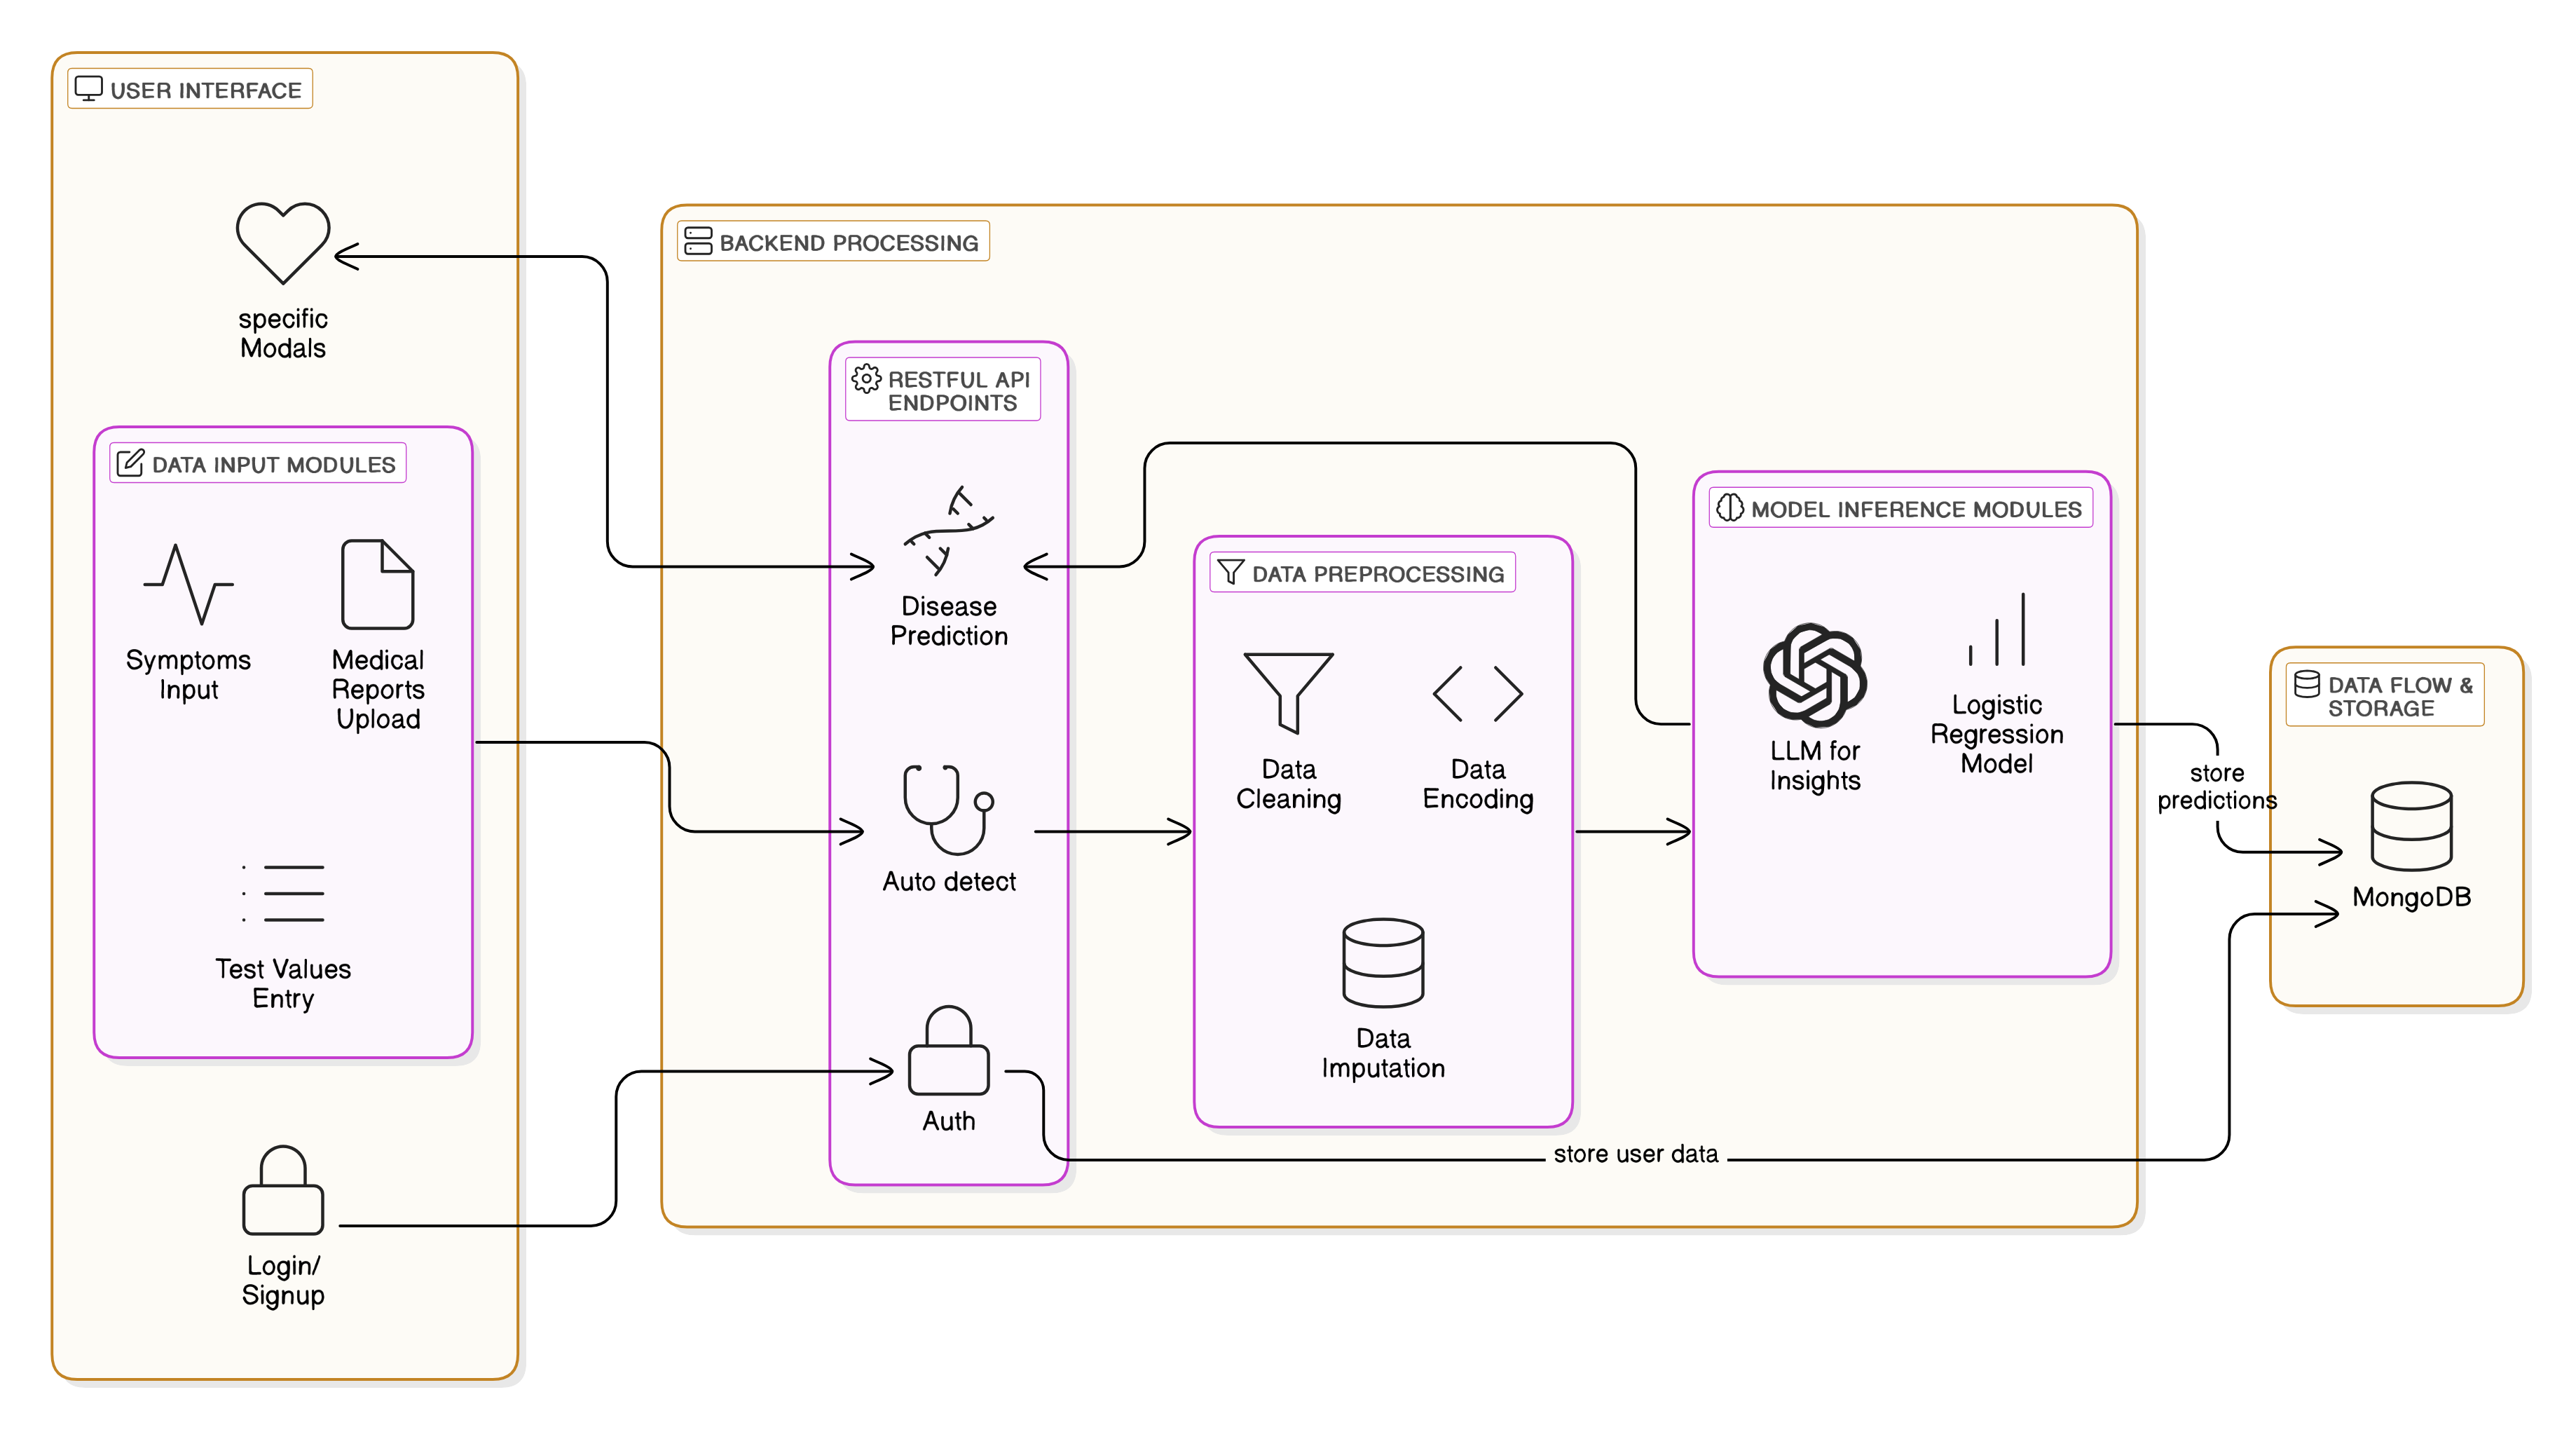 USER INTERFACE
specific
Modals
DATA INPUT MODULES
Symptoms
Input
Medical
Reports
Upload
Test Values
Entry
Login/
Signup
BACKEND PROCESSING
RESTFUL API
ENDPOINTS
Disease
Prediction
Auto detect
Auth
DATA PREPROCESSING
Data
Cleaning
Data
Encoding
Data
Imputation
store user data
MODEL INFERENCE MODULES
LLM for
Insights
Logistic
Regression
Model
store
predictions
DATA FLOW &
STORAGE
MongoDB